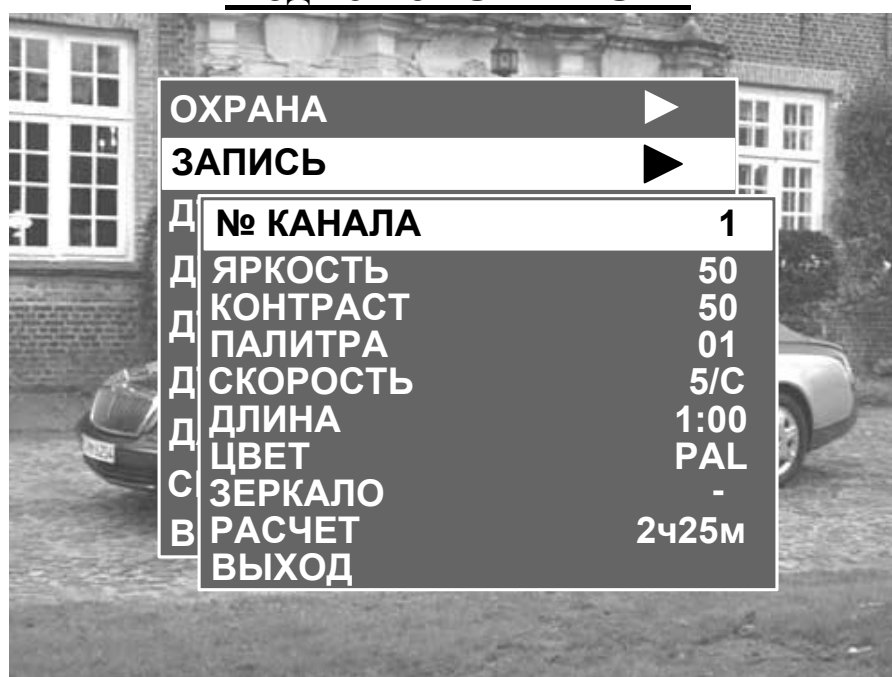 ОХРАНА
ЗАПИСЬ
№ КАНАЛА 1
ЯРКОСТЬ 50
КОНТРАСТ 50
ПАЛИТРА 01
СКОРОСТЬ 5/С
ДЛИНА 1:00
ЦВЕТ PAL
ЗЕРКАЛО -
РАСЧЕТ 2ч25м
ВЫХОД